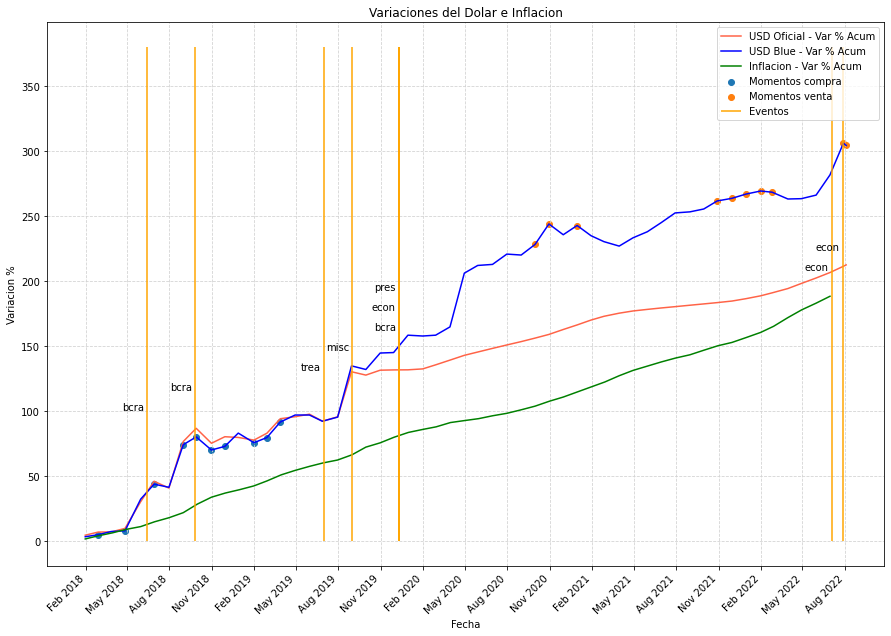 Variaciones del Dolar e Inflacion
USD Oficial - Var % Acum
USD Blue - Var % Acum
Inflacion - Var % Acum
Momentos compra
Momentos venta
Eventos
Variacion %
350
300
250
200
150
100
50
0
bcra
bcra
trea
misc
pres
econ
bcra
econ
econ
Feb 2018
May 2018
Aug 2018
Nov 2018
Feb 2019
May 2019
Aug 2019
Nov 2019
Feb 2020
May 2020
Aug 2020
Nov 2020
Feb 2021
May 2021
Aug 2021
Nov 2021
Feb 2022
May 2022
Aug 2022
Fecha